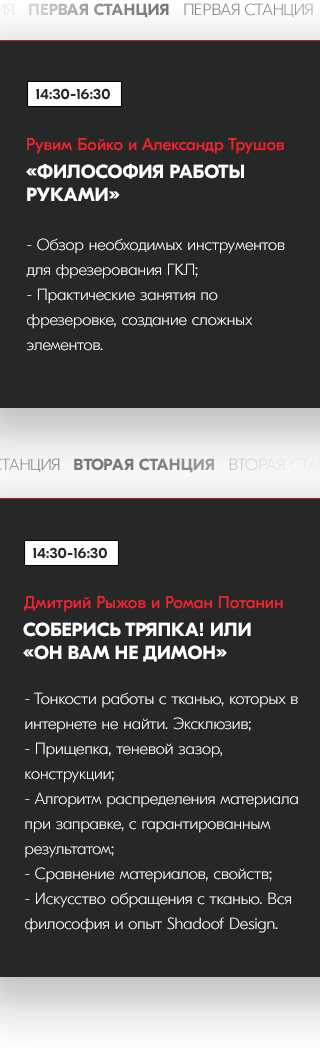 ИЯ ПЕРВАЯ СТАНЦИЯ ПЕРВАЯ СТАНЦИЯ
14:30-16:30
Рувим Бойко и Александр Трушов
«ФИЛОСОФИЯ РАБОТЫ
РУКАМИ»
- Обзор необходимых инструментов
для фрезерования ГКЛ;
- Практические занятия по
фрезеровке, создание сложных
элементов.
СТАНЦИЯ ВТОРАЯ СТАНЦИЯ ВТОРАЯ СТА
14:30-16:30
Дмитрий Рыжов и Роман Потанин
СОБЕРИСЬ ТРЯПКА! ИЛИ
«ОН ВАМ НЕ ДИМОН»
- Тонкости работы с тканью, которых в
интернете не найти. Эксклюзив;
- Прищепка, теневой зазор,
конструкции;
- Алгоритм распределения материала
при заправке, с гарантированным
результатом;
- Сравнение материалов, свойств;
- Искусство обращения с тканью. Вся
философия и опыт Shadoof Design.